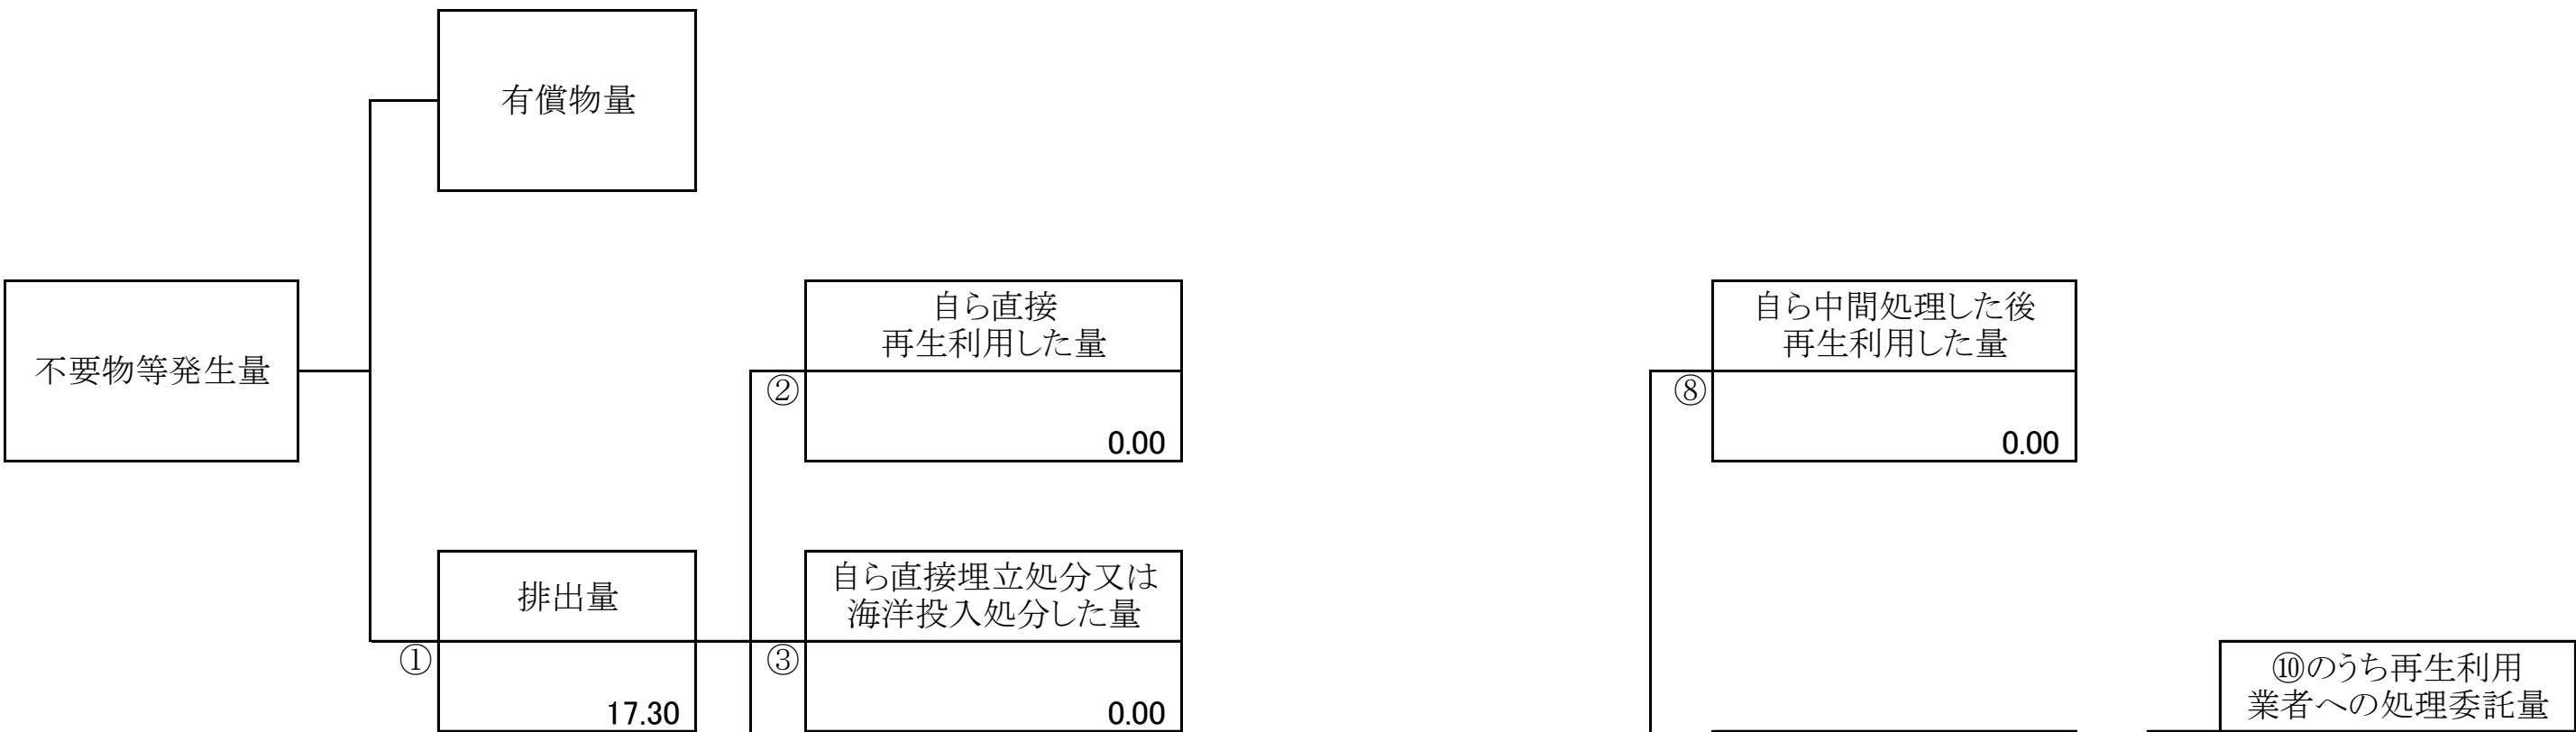 有償物量
不要物等発生量
自ら直接
再生利用した量
②
0.00
自ら中間処理した後
再生利用した量
⑧
0.00
排出量
①
17.30
自ら直接埋立処分又は
海洋投入処分した量
③
0.00
⑩のうち再生利用
業者への処理委託量